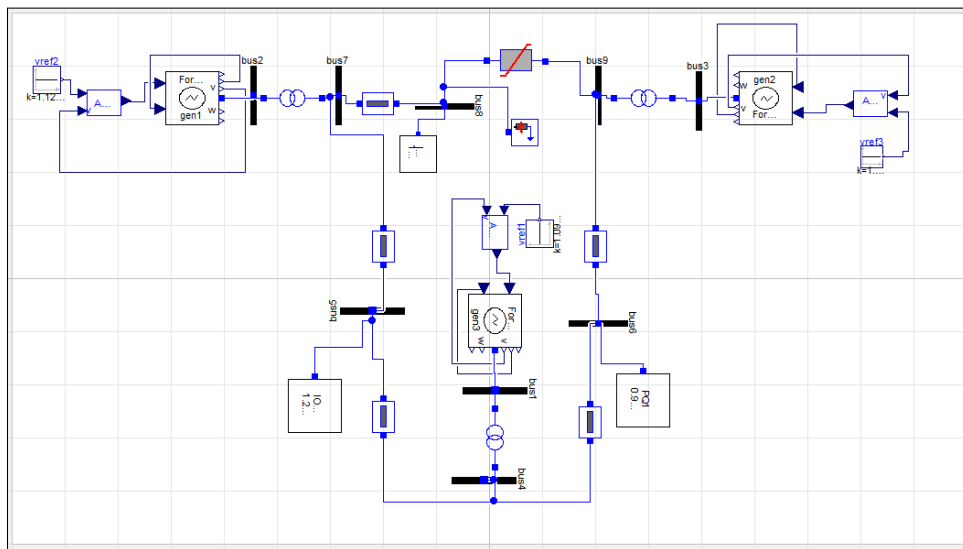 vref2
k=1.12...
A...
v
For...
v
w
gen1
bus2
bus7
bus8
bus9
bus3
gen2
w
v
For...
A...
v
vref3
k=1....
v
A...
vref1
k=1.09...
For...
gen3
w
v
bus5
bus6
IO...
1.2...
PQ1
0.9...
bus1
bus4